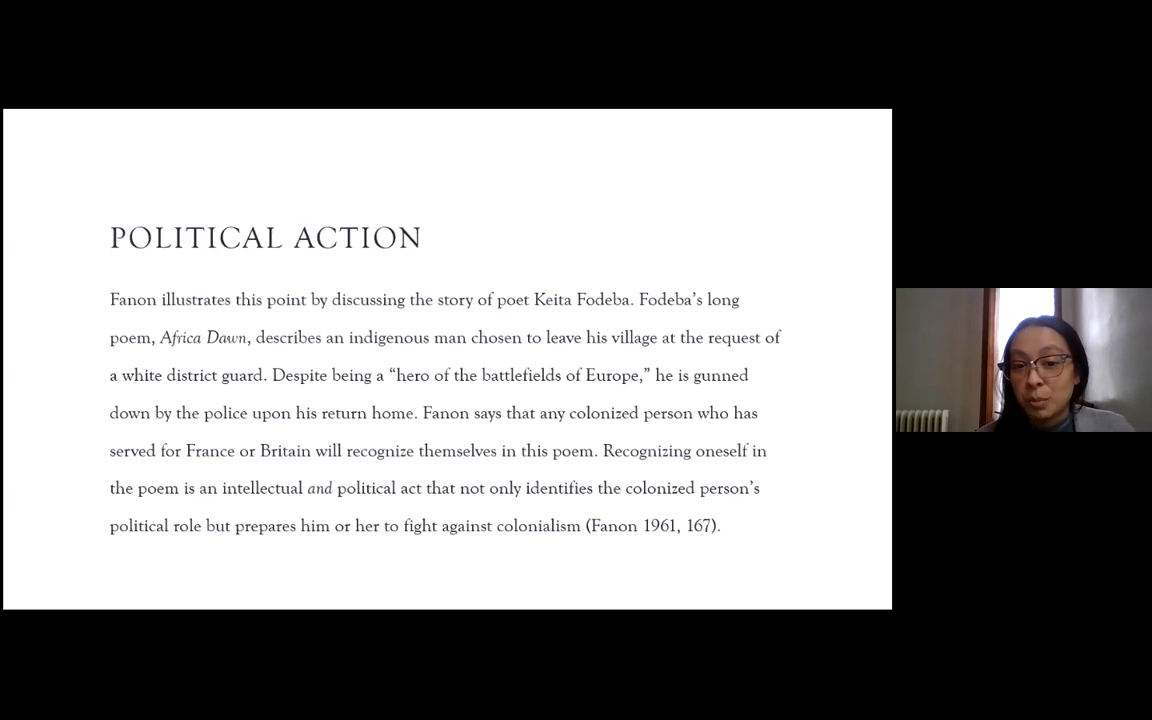 POLITICAL ACTION
Fanon illustrates this point by discussing the story of poet Keita Fodeba. Fodeba’s long
poem, Africa Dawn, describes an indigenous man chosen to leave his village at the request of
a white district guard. Despite being a “hero of the battlefields of Europe,” he is gunned
down by the police upon his return home. Fanon says that any colonized person who has
served for France or Britain will recognize themselves in this poem. Recognizing oneself in
the poem is an intellectual and political act that not only identifies the colonized person’s
political role but prepares him or her to fight against colonialism (Fanon 1961, 167).